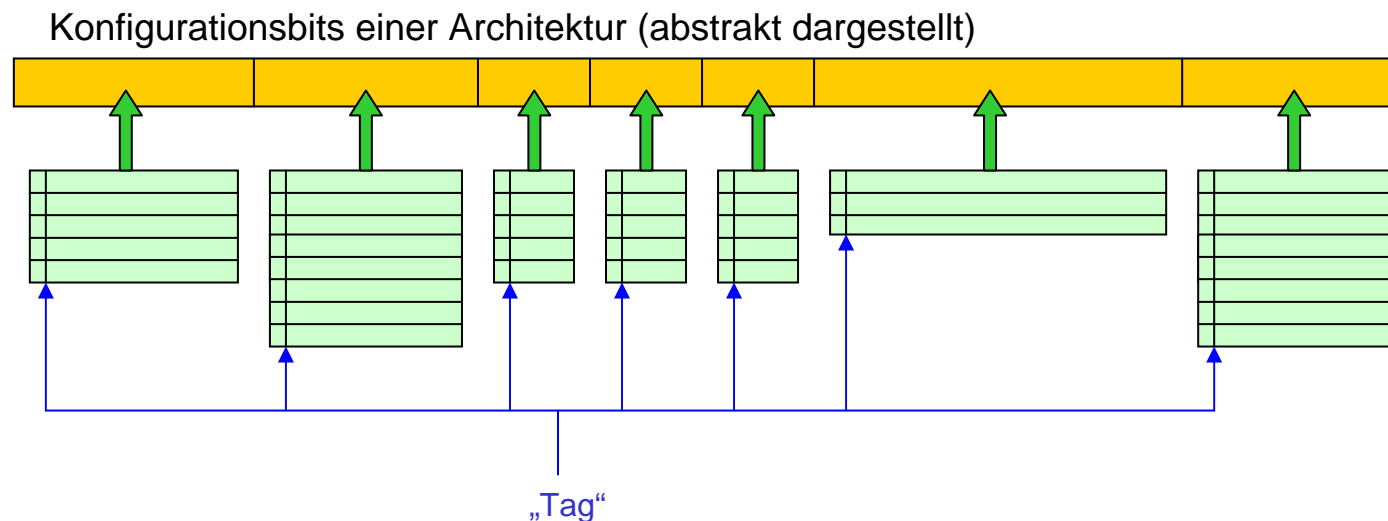 Konfigurationsbits einer Architektur (abstrakt dargestellt)
„Tag“